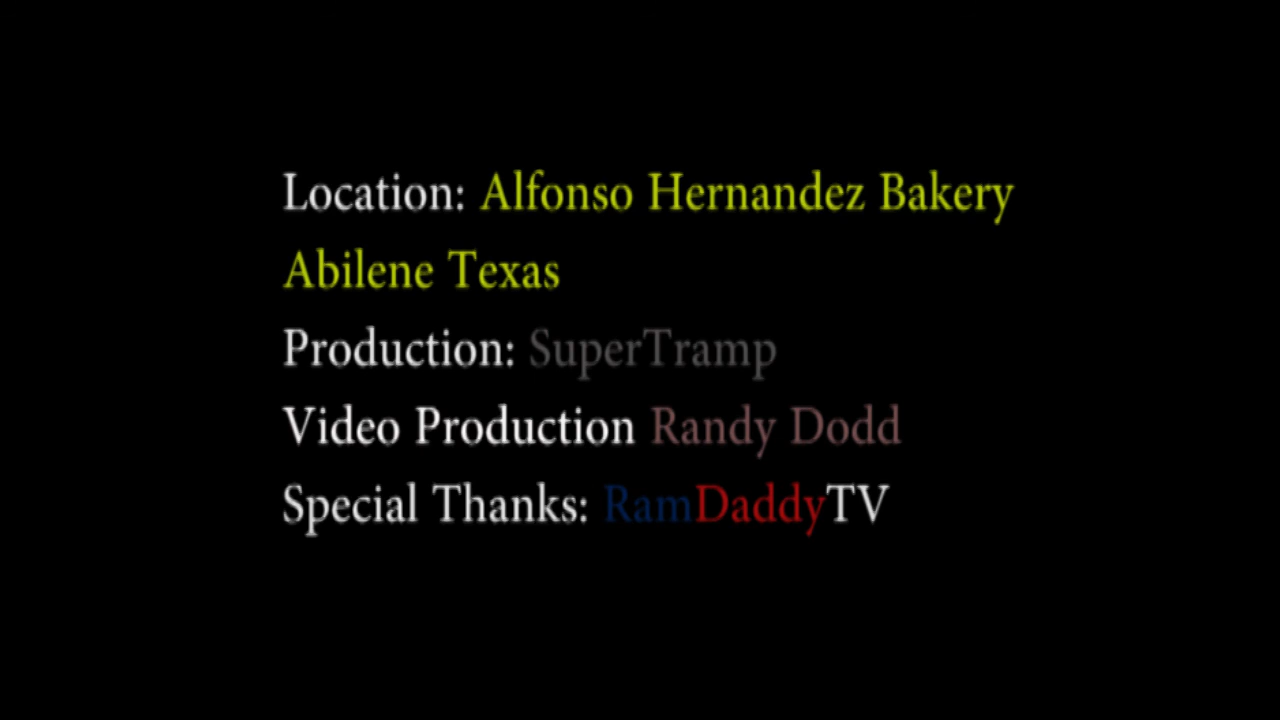 Location: Alfonso Hernandez Bakery
Abilene Texas
Production: SuperTramp
Video Production Randy Dodd
Special Thanks: RamDaddyTV